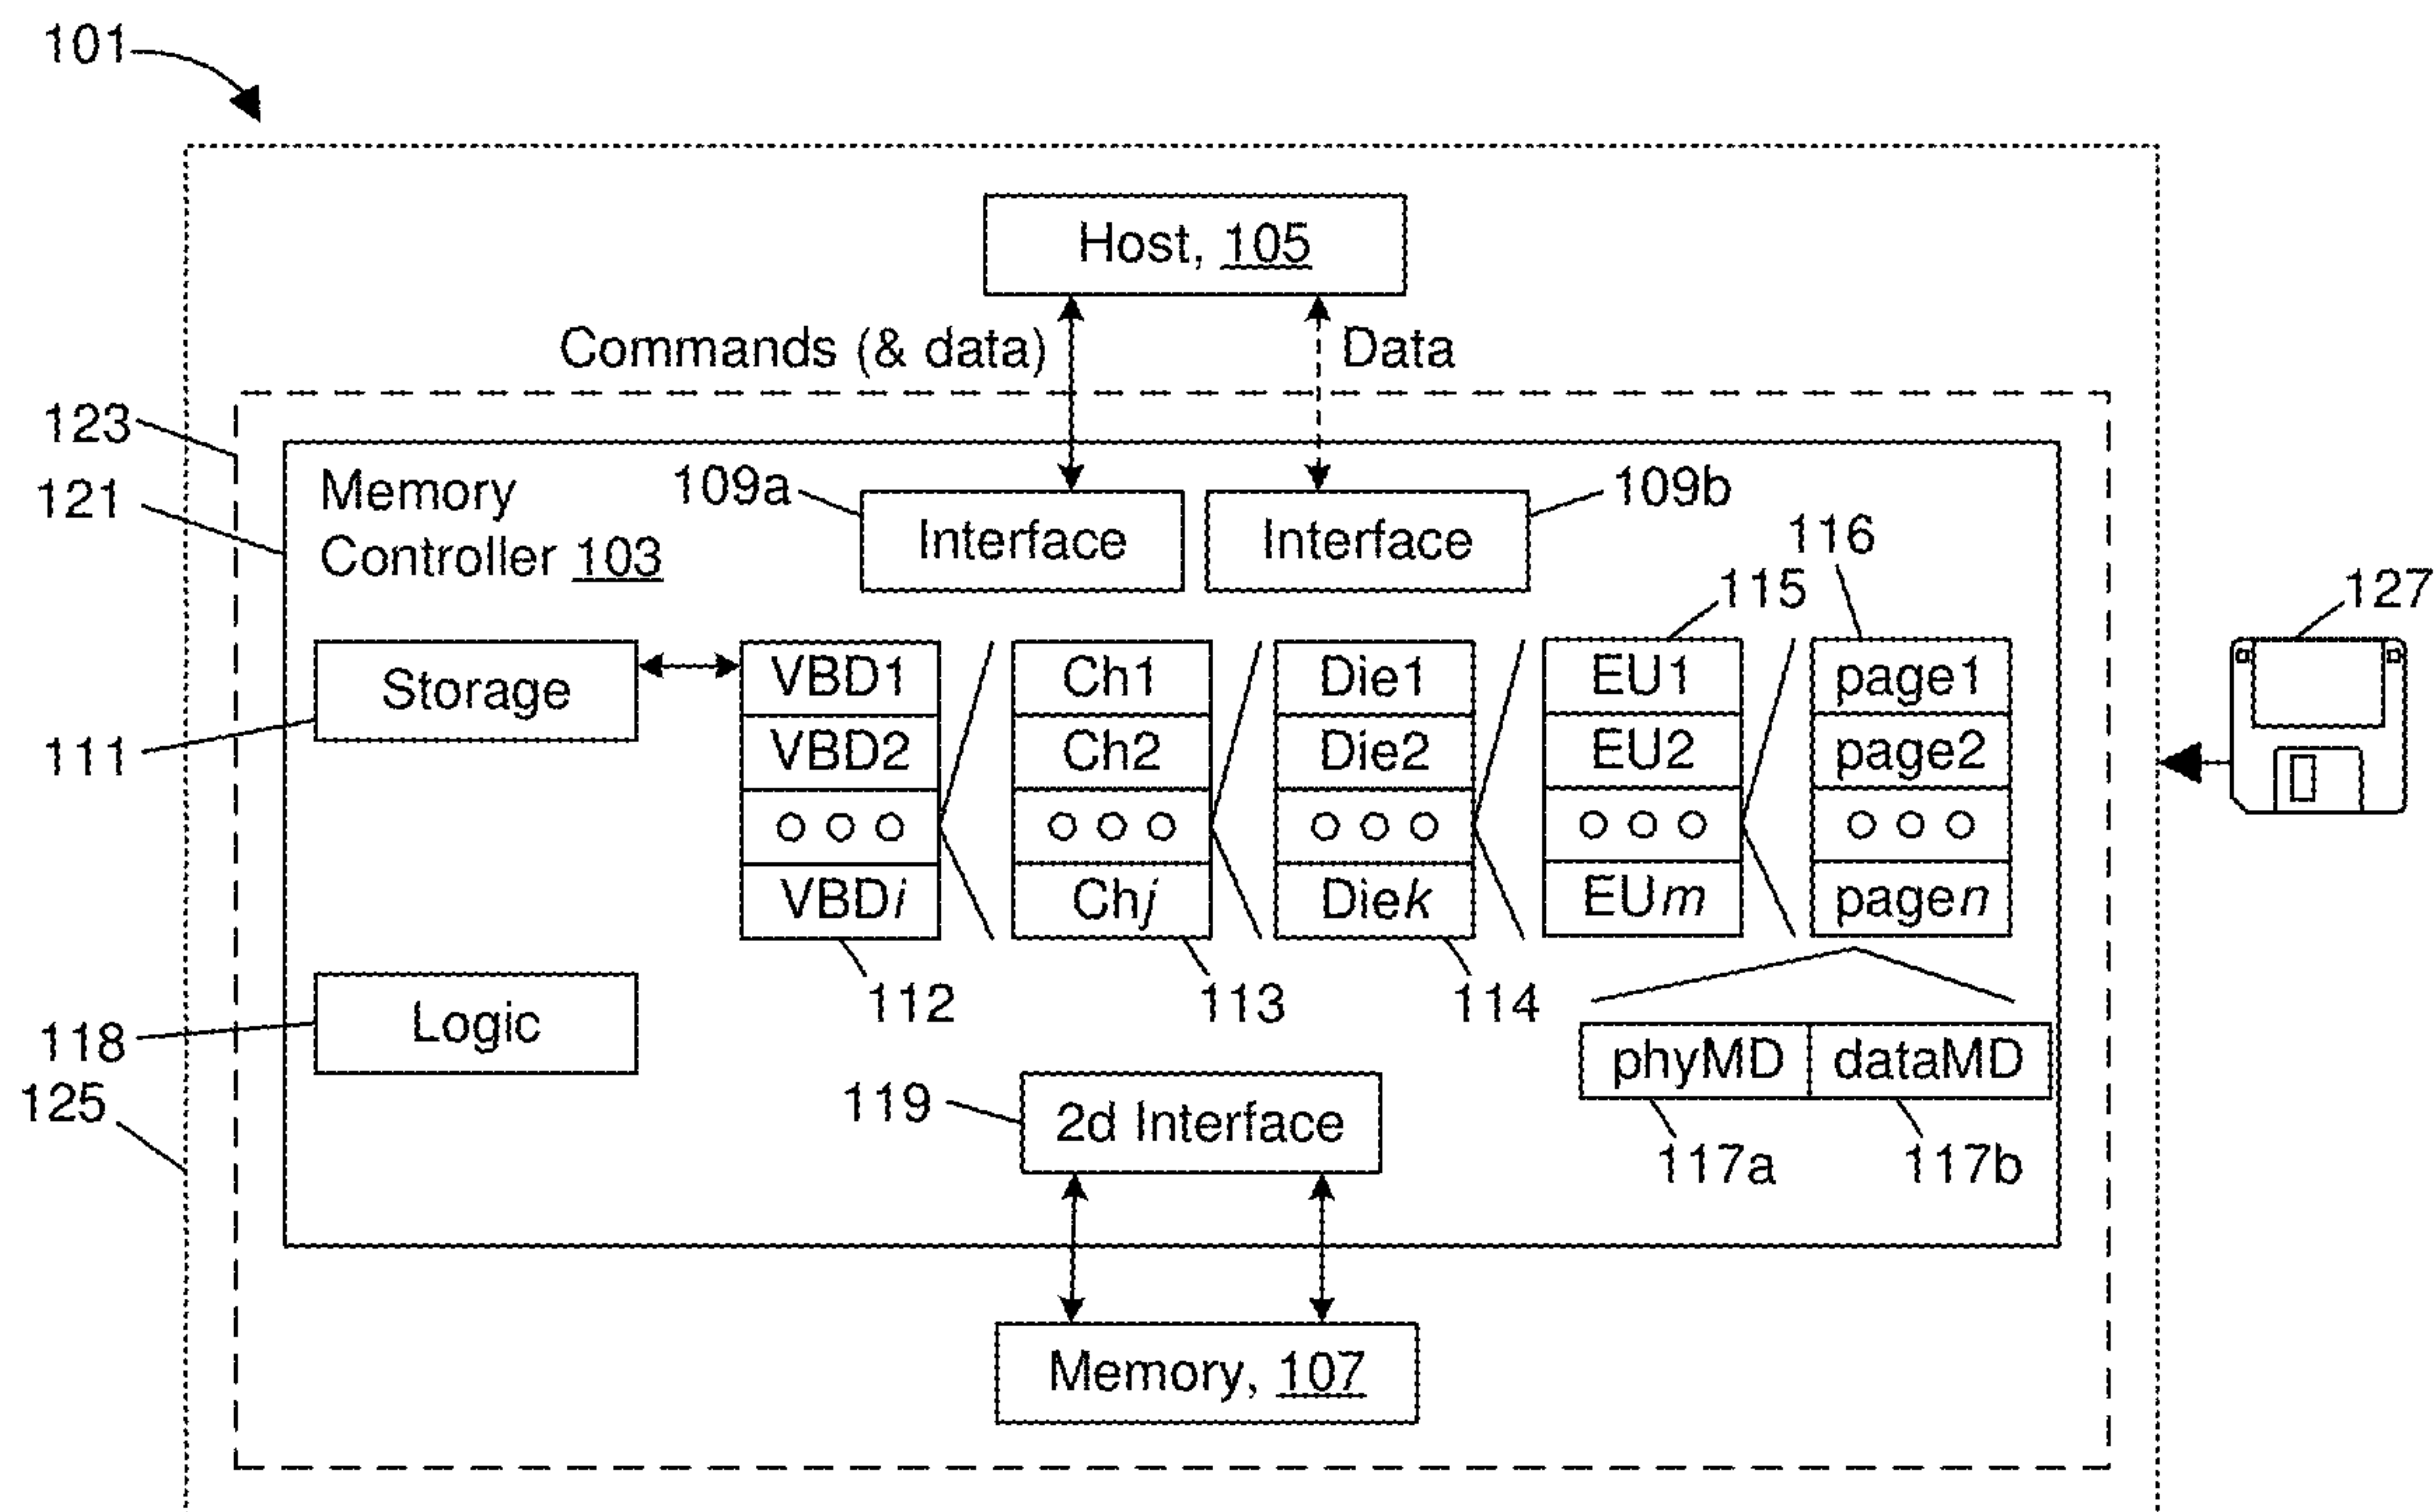 101
Host, 105
Commands (& data)
Data
123
121
Memory
Controller 103
109a
Interface
Interface
109b
116
115
127
Storage
111
VBD1
VBD2
VBDi
Ch1
Ch2
Chj
Die1
Die2
Diek
EU1
EU2
EUm
page1
page2
pagen
112
113
114
Logic
118
125
119
2d Interface
phyMD
dataMD
117a
117b
Memory, 107